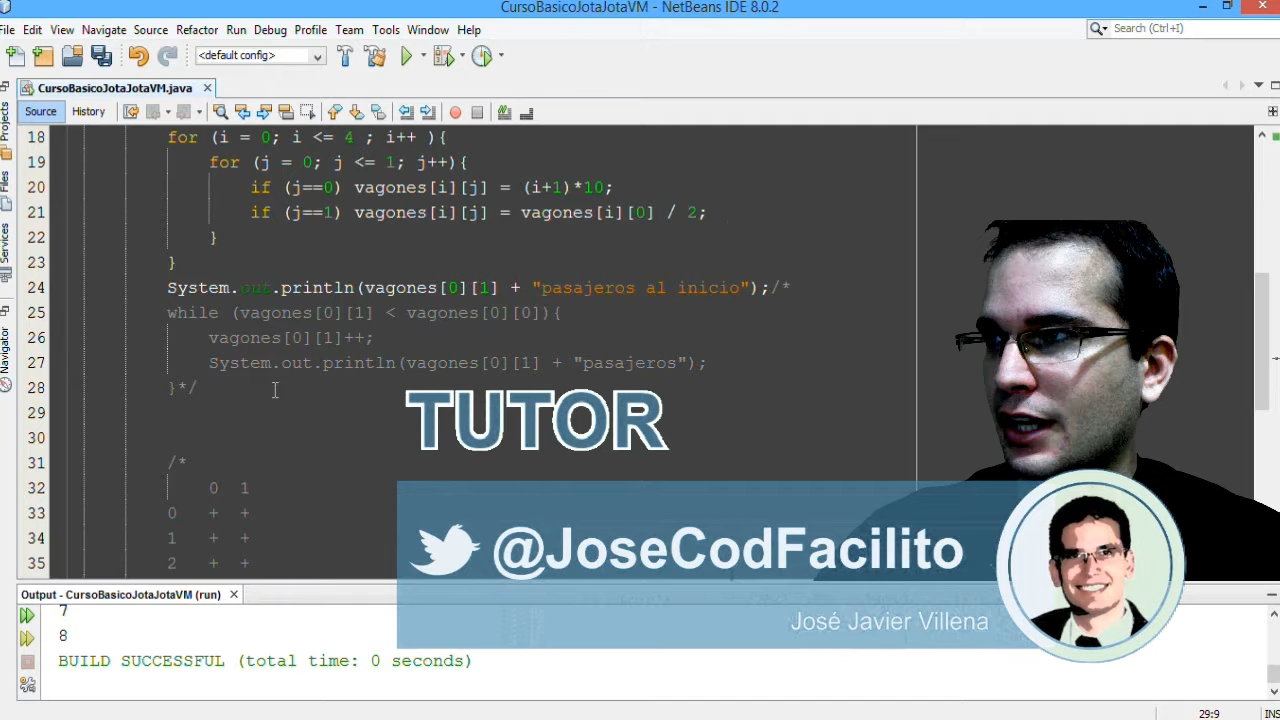 CursoBasicoJotaJotaVM - NetBeans IDE 8.0.2
File Edit View Navigate Source Refactor Run Debug Profile Team Tools Window Help
Search (Ctrl+I)
<default config>
CursoBasicoJotaJotaVM.java
Source History
Projects
Files
Services
Navigator
18 for (i = 0; i <= 4 ; i++ ){
19 for (j = 0; j <= 1; j++){
20 if (j==0) vagones[i][j] = (i+1)*10;
21 if (j==1) vagones[i][j] = vagones[i][0] / 2;
22 }
23 }
24 System.out.println(vagones[0][1] + "pasajeros al inicio");/*
25 while (vagones[0][1] < vagones[0][0]){
26 vagones[0][1]++;
27 System.out.println(vagones[0][1] + "pasajeros");
28 }*/
29
30
31 /*
32 0 1
33 0 + +
34 1 + +
35 2 + +
TUTOR
@JoseCodFacilito
José Javier Villena
Output - CursoBasicoJotaJotaVM (run)
7
8
BUILD SUCCESSFUL (total time: 0 seconds)
29:9 INS